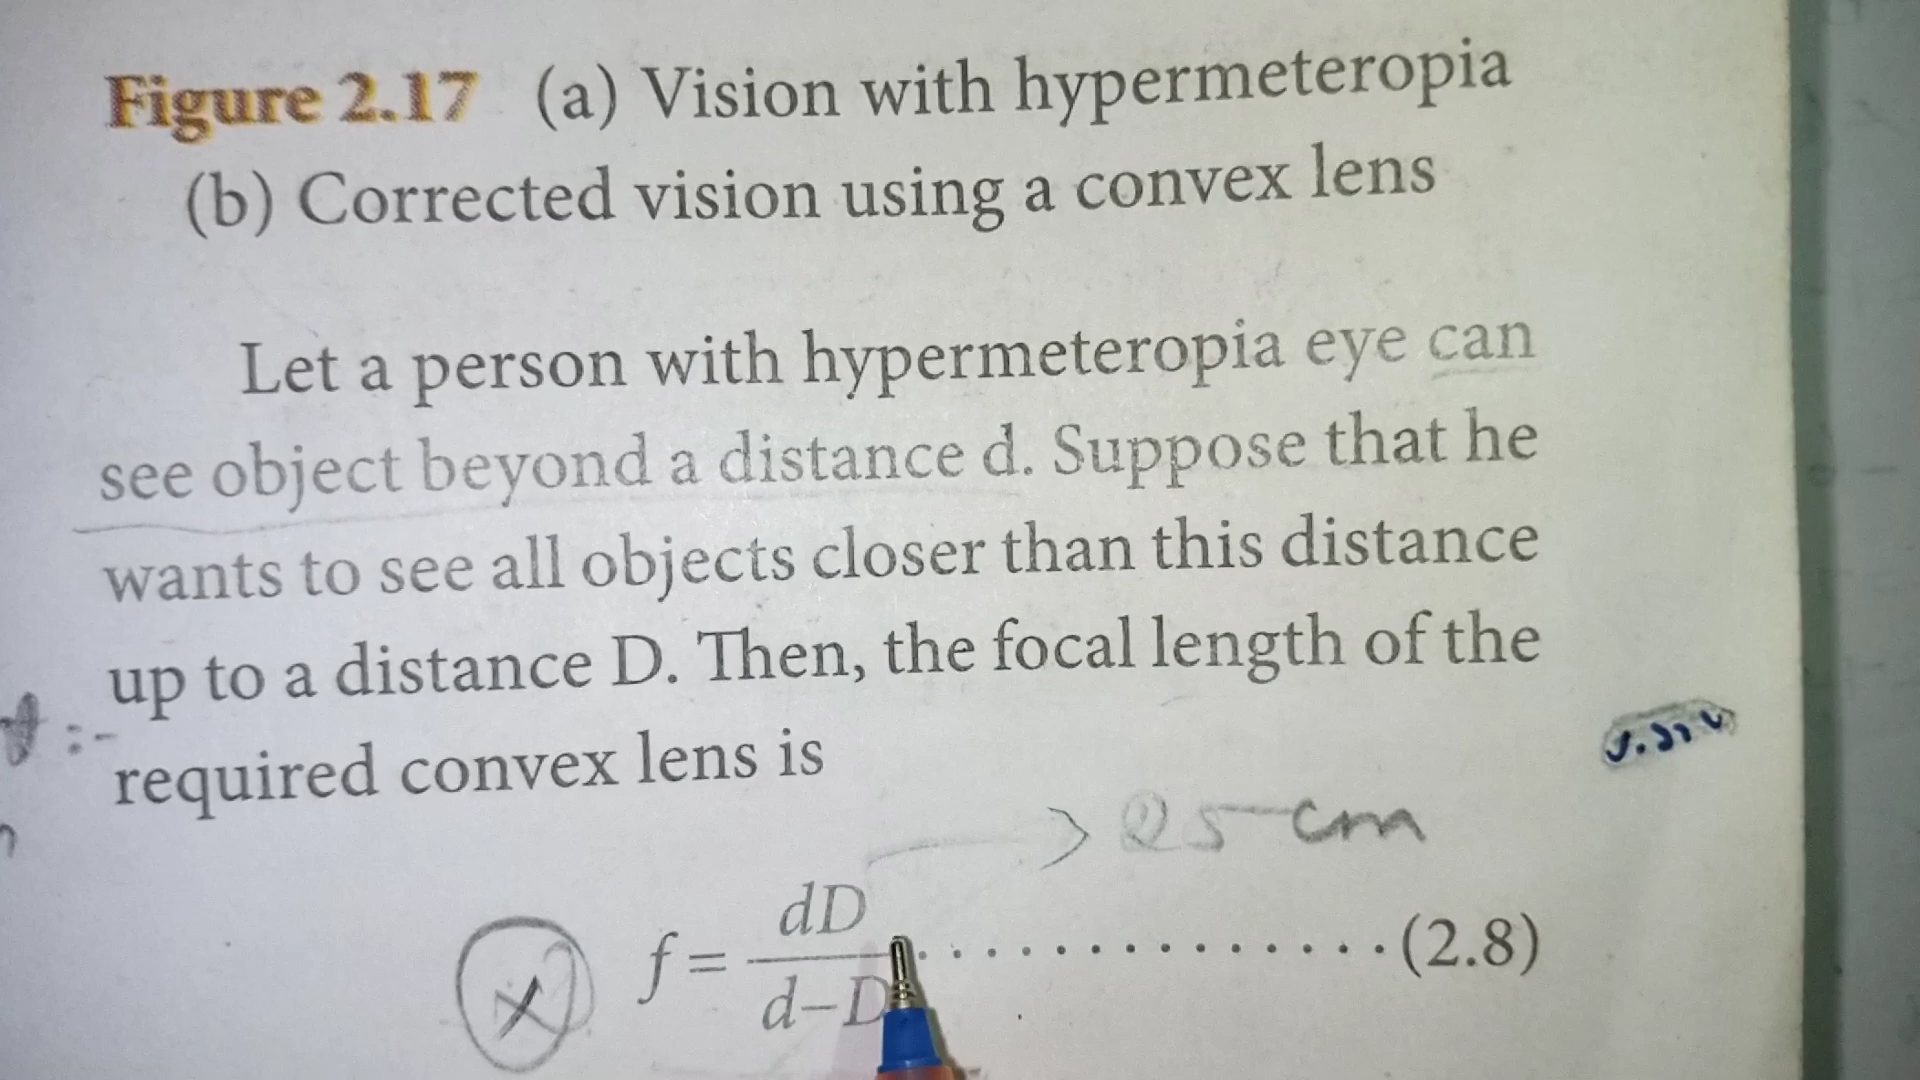 Figure 2.17 (a) Vision with hypermeteropia
(b) Corrected vision using a convex lens
Let a person with hypermeteropia eye can
see object beyond a distance d. Suppose that he
wants to see all objects closer than this distance
up to a distance D. Then, the focal length of the
required convex lens is
→ 25 cm
f = dD / d–D ................(2.8)